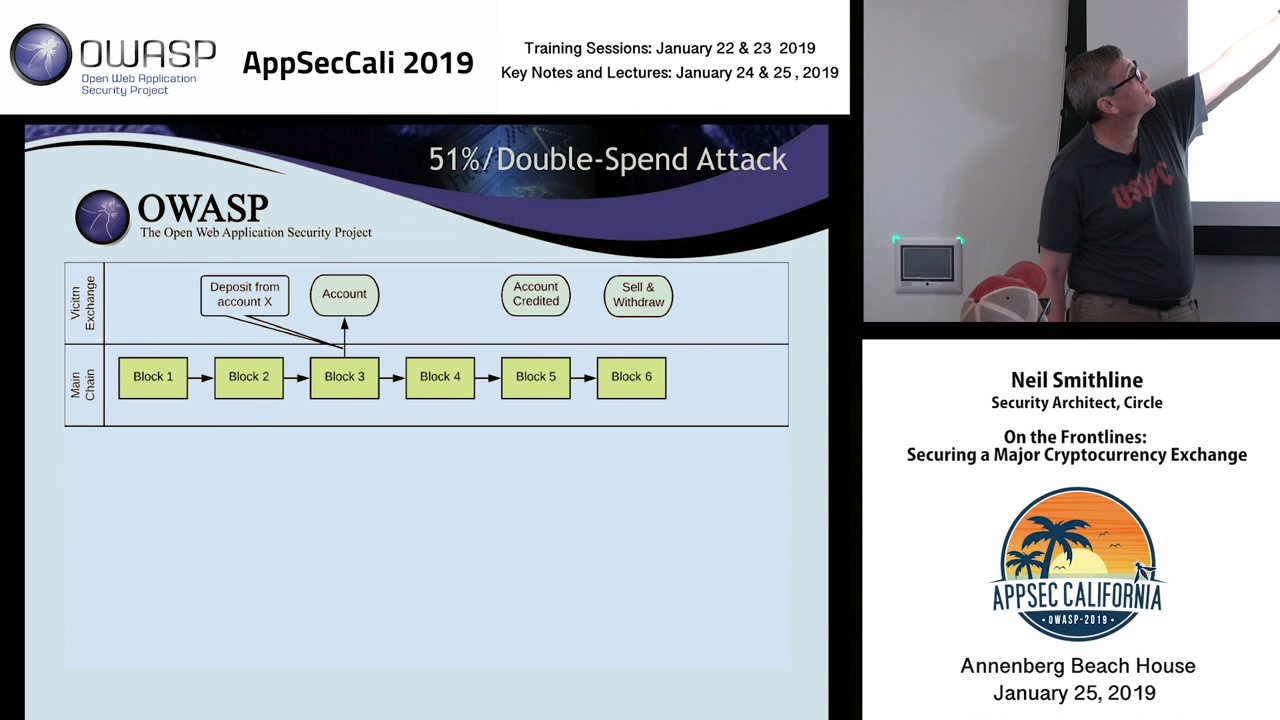 OWASP
Open Web Application
Security Project
AppSecCali 2019
Training Sessions: January 22 & 23 2019
Key Notes and Lectures: January 24 & 25 , 2019
51%/Double-Spend Attack
OWASP
The Open Web Application Security Project
Vicitm
Exchange
Deposit from
account X
Account
Account
Credited
Sell &
Withdraw
Main
Chain
Block 1
Block 2
Block 3
Block 4
Block 5
Block 6
Neil Smithline
Security Architect, Circle
On the Frontlines:
Securing a Major Cryptocurrency Exchange
APPSEC CALIFORNIA
• OWASP-2019 •
Annenberg Beach House
January 25, 2019